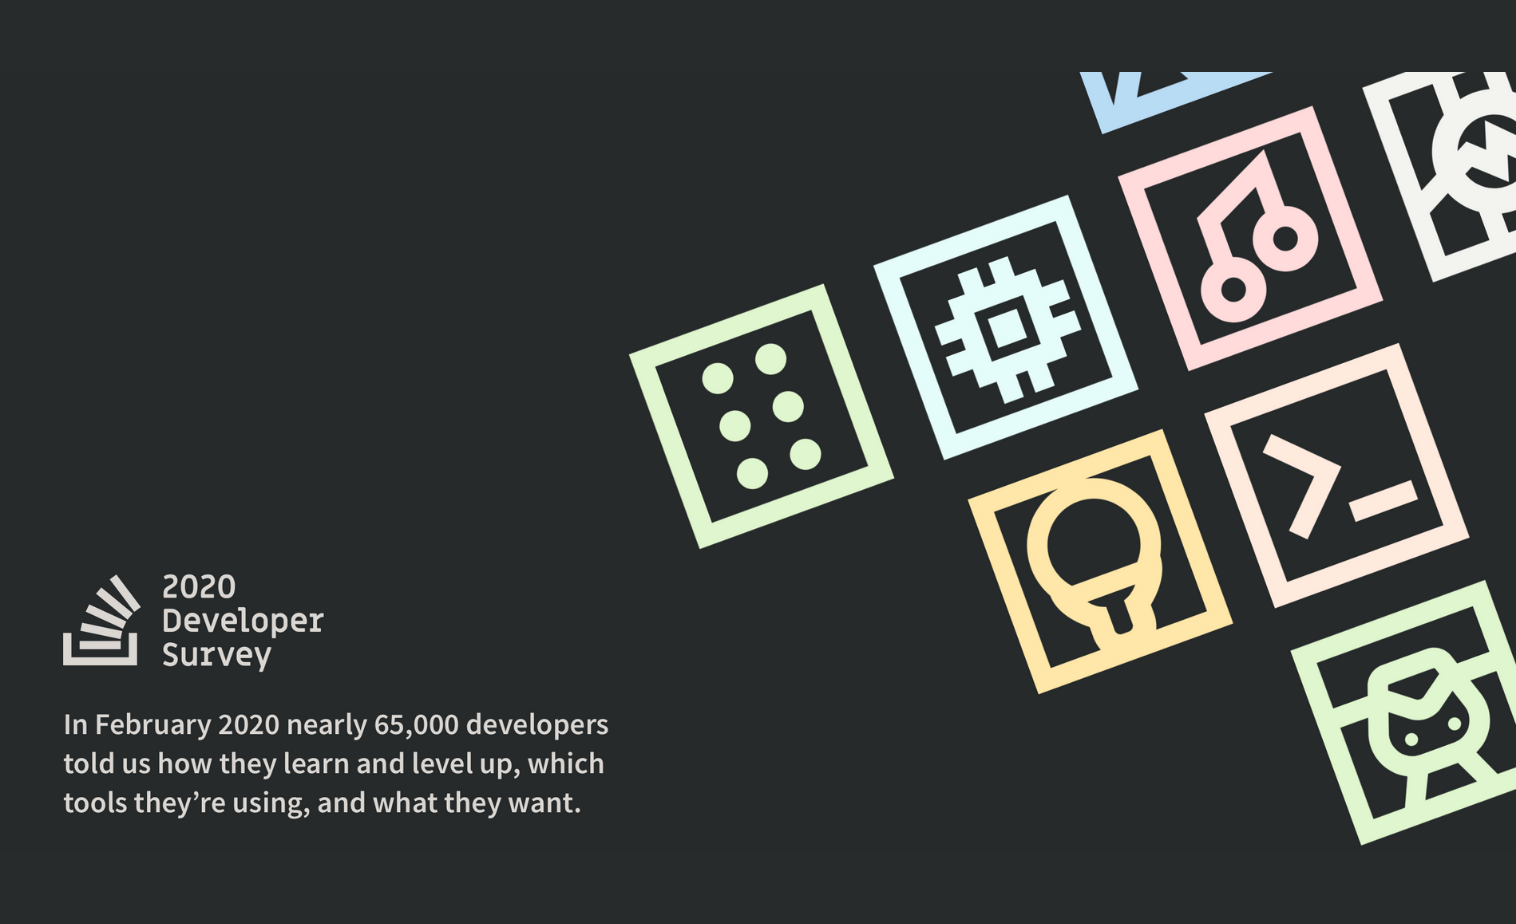 2020
Developer
Survey
In February 2020 nearly 65,000 developers
told us how they learn and level up, which
tools they’re using, and what they want.